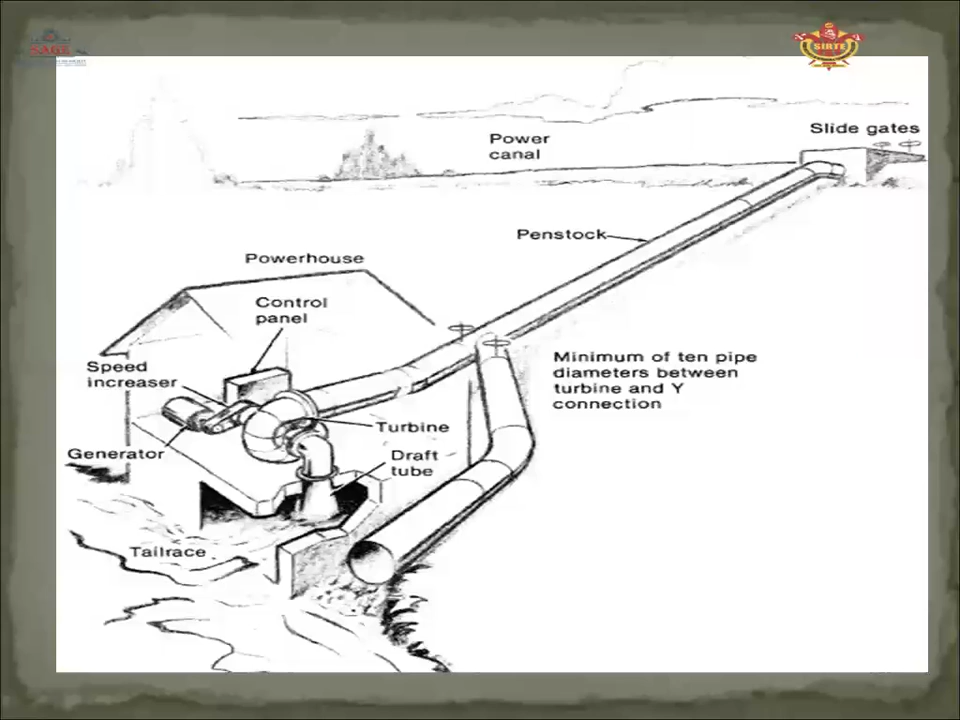 SAGE
SIRTE
Slide gates
Power
canal
Penstock
Powerhouse
Control
panel
Speed
increaser
Minimum of ten pipe
diameters between
turbine and Y
connection
Turbine
Generator
Draft
tube
Tailrace